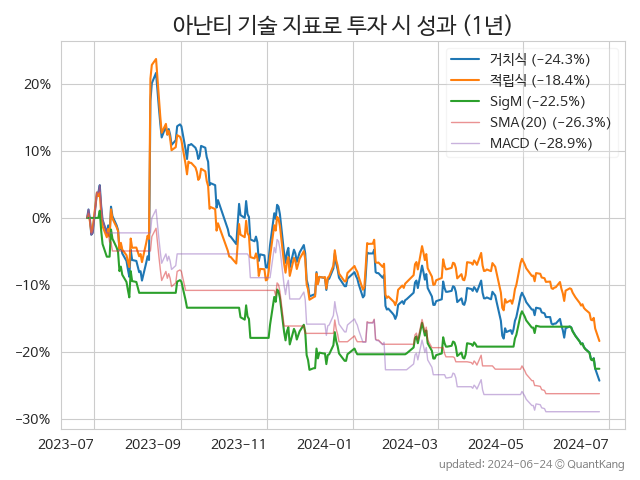 아난티 기술 지표로 투자 시 성과 (1년)
거치식 (−24.3%)
적립식 (−18.4%)
SigM (−22.5%)
SMA(20) (−26.3%)
MACD (−28.9%)
20%
10%
0%
−10%
−20%
−30%
2023-07 2023-09 2023-11 2024-01 2024-03 2024-05 2024-07
updated: 2024-06-24 © QuantKang